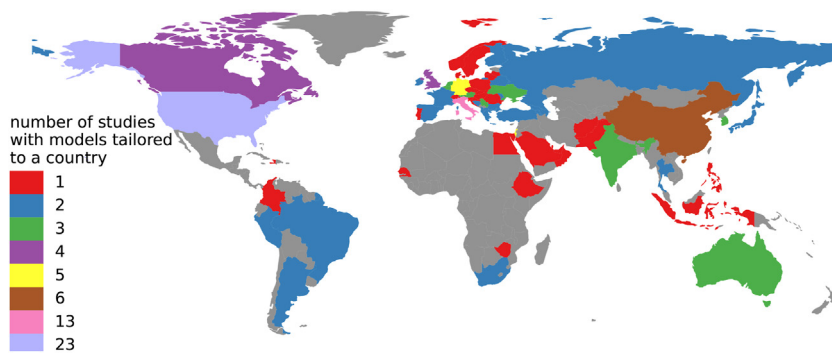 number of studies
with models tailored
to a country
1
2
3
4
5
6
13
23